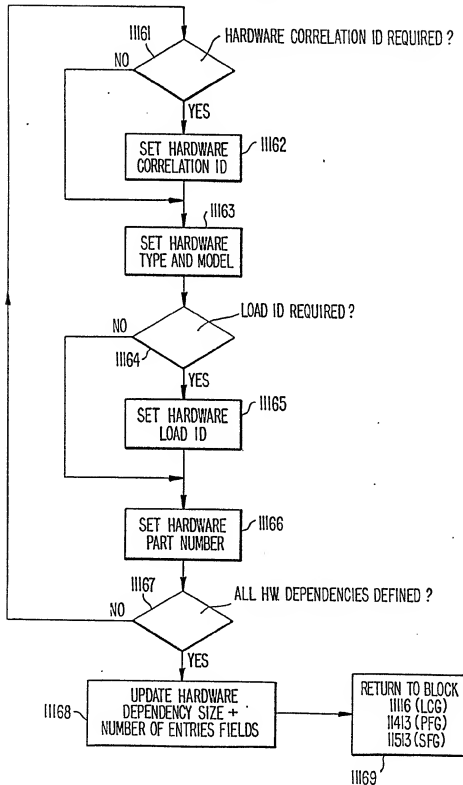 11161
HARDWARE CORRELATION ID REQUIRED ?
NO
YES
SET HARDWARE
CORRELATION ID
11162
11163
SET HARDWARE
TYPE AND MODEL
LOAD ID REQUIRED ?
NO
11164
YES
SET HARDWARE
LOAD ID
11165
SET HARDWARE
PART NUMBER
11166
11167
ALL HW. DEPENDENCIES DEFINED ?
NO
YES
UPDATE HARDWARE
DEPENDENCY SIZE +
NUMBER OF ENTRIES FIELDS
11168
RETURN TO BLOCK
11116 (LCG)
11413 (PFG)
11513 (SFG)
11169